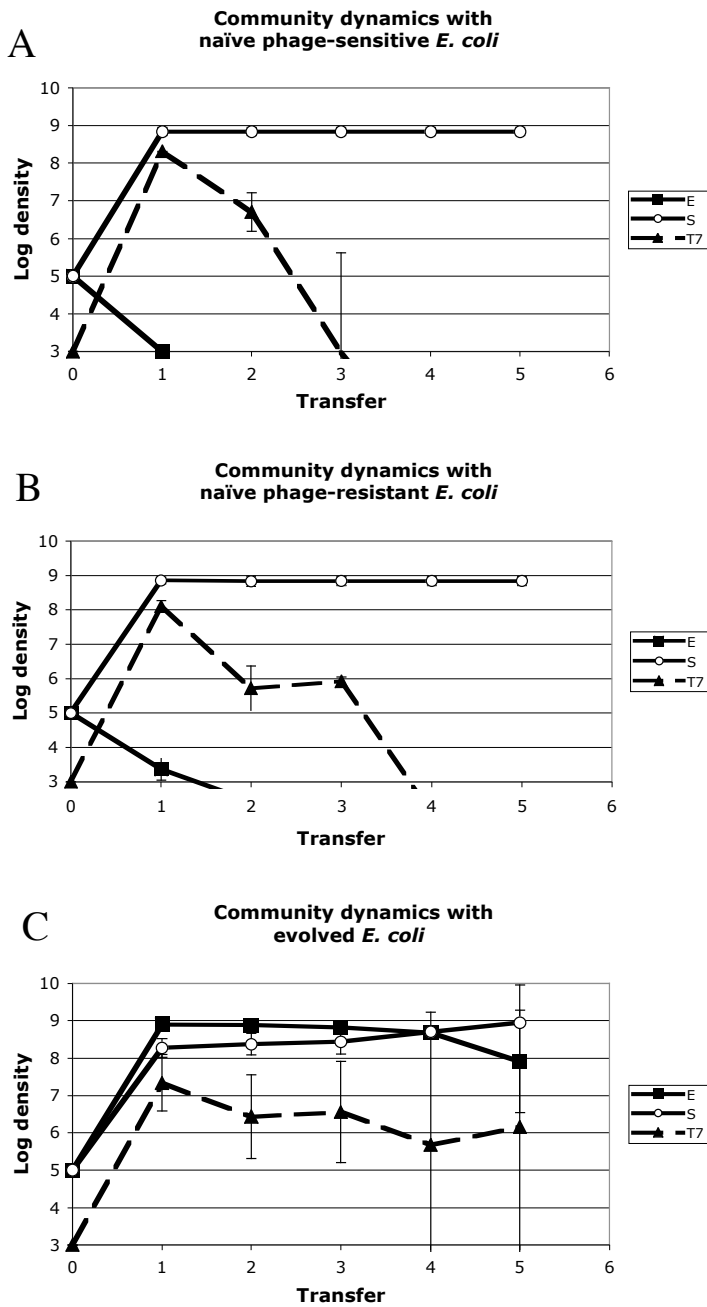 A
Community dynamics with
naïve phage-sensitive E. coli
10
9
8
7
6
5
4
3
Log density
0 1 2 3 4 5 6
Transfer
E
S
T7
B
Community dynamics with
naïve phage-resistant E. coli
10
9
8
7
6
5
4
3
Log density
0 1 2 3 4 5 6
Transfer
E
S
T7
C
Community dynamics with
evolved E. coli
10
9
8
7
6
5
4
3
Log density
0 1 2 3 4 5 6
Transfer
E
S
T7